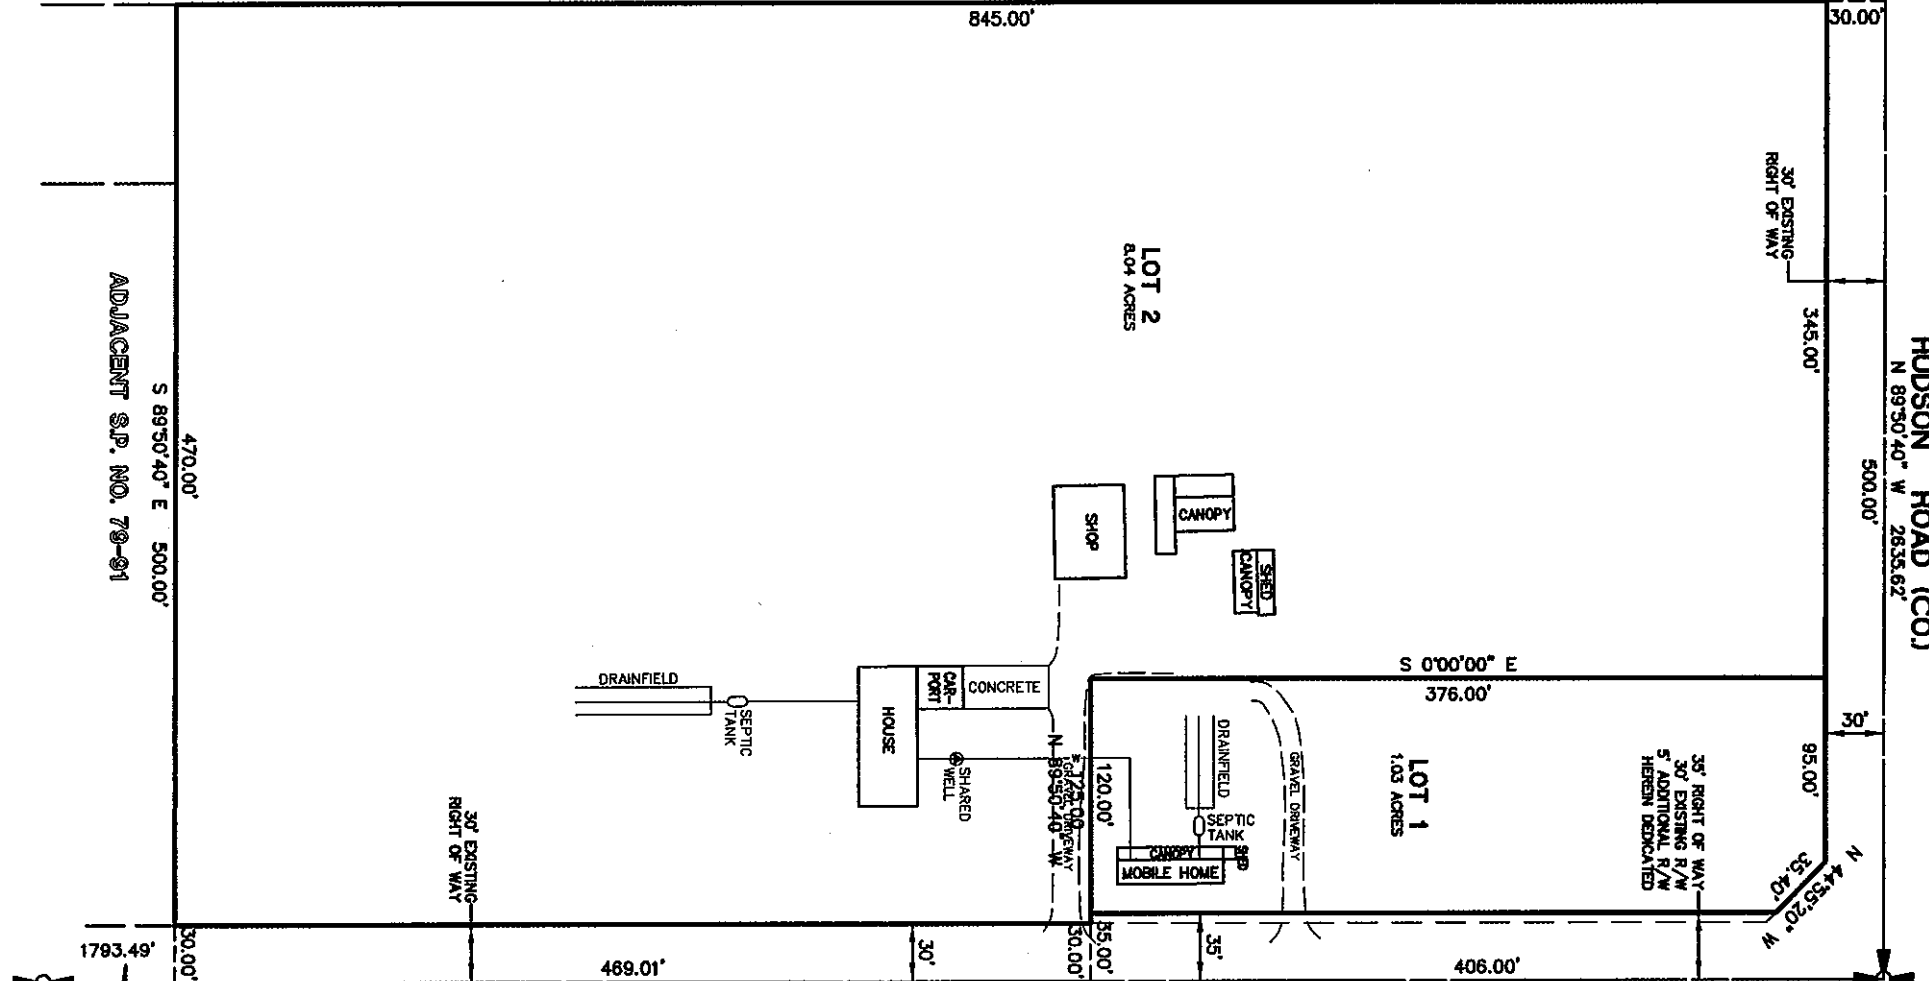 845.00'
30.00'
30' EXISTING
RIGHT OF WAY
HUDSON ROAD (CO.)
N 89°50'40" W 2635.62'
500.00'
345.00'
LOT 2
8.04 ACRES
ADJACENT S.P. NO. 79-91
S 89°50'40" E 500.00'
470.00'
SHOP
CANOPY
SHED
CANOPY
S 0°00'00" E
376.00'
DRAINFIELD
SEPTIC
TANK
HOUSE
CAR-
PORT
CONCRETE
SHARED
WELL
N 89°50'40" W
125.00
GRAVEL DRIVEWAY
120.00'
DRAINFIELD
SEPTIC
TANK
CANOPY
SHED
MOBILE HOME
GRAVEL DRIVEWAY
LOT 1
1.03 ACRES
35' RIGHT OF WAY
30' EXISTING R/W
5' ADDITIONAL R/W
HEREIN DEDICATED
30'
95.00'
N 44°55'20" W
35.40'
30' EXISTING
RIGHT OF WAY
1793.49'
30.00'
469.01'
30'
30.00'
35.00'
35'
406.00'